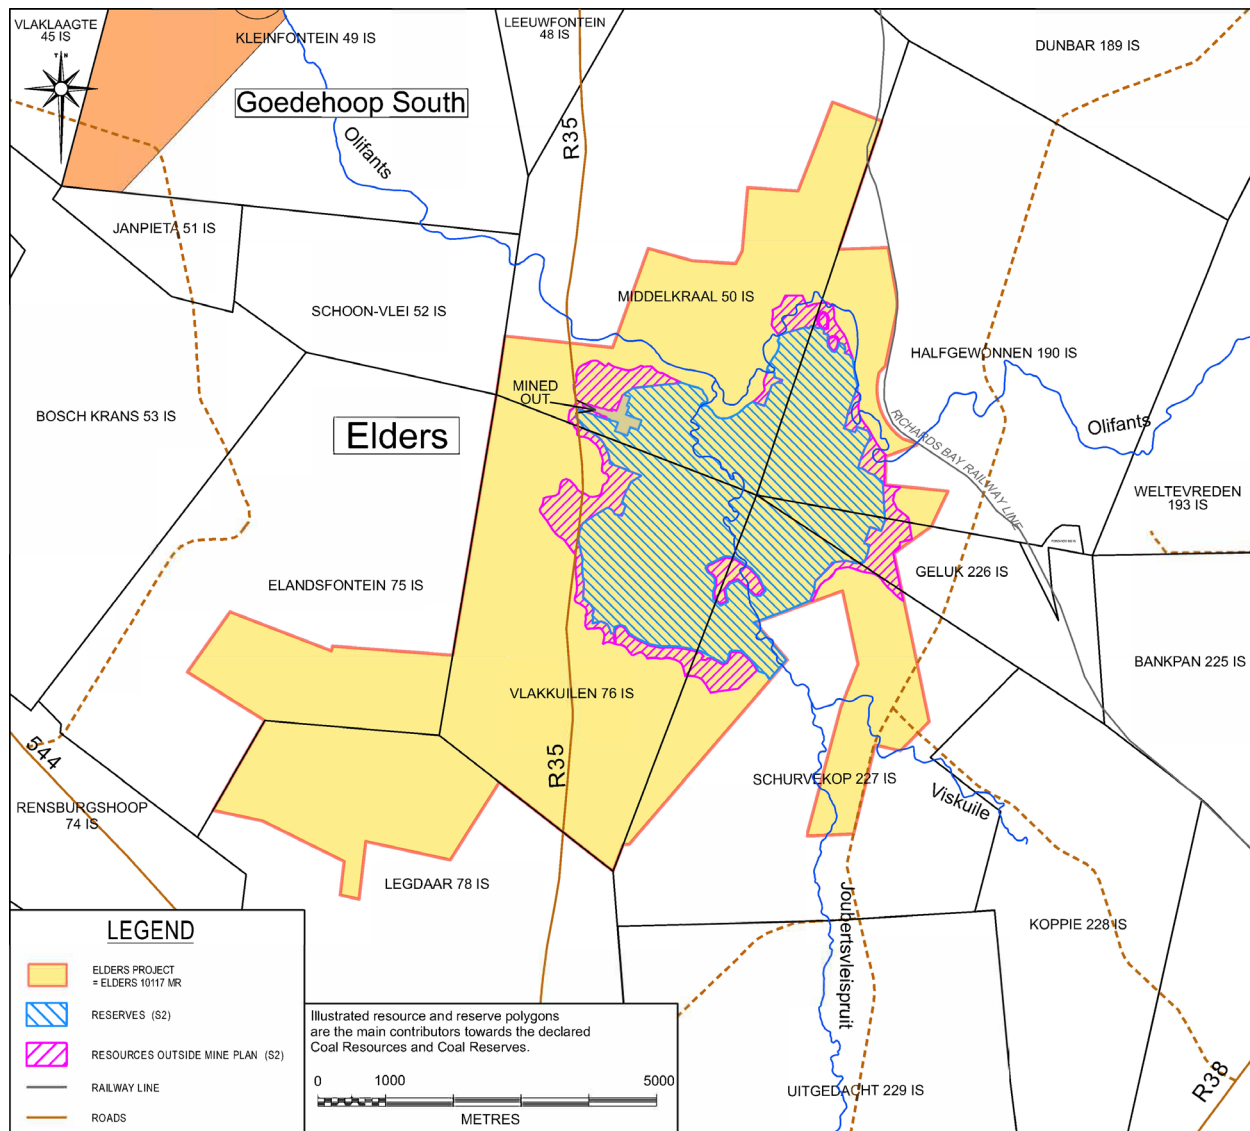 VLAKLAAGTE
45 IS
KLEINFONTEIN 49 IS
LEEUWFONTEIN
48 IS
DUNBAR 189 IS
T N
Goedehoop South
Olifants
R35
JANPIETA 51 IS
SCHOON-VLEI 52 IS
MIDDELKRAAL 50 IS
HALFGEWONNEN 190 IS
MINED
OUT
BOSCH KRANS 53 IS
Elders
Olifants
RICHARDS BAY RAILWAY LINE
WELTEVREDEN
193 IS
ELANDSFONTEIN 75 IS
GELUK 226 IS
BANKPAN 225 IS
VLAKKUILEN 76 IS
544
R35
SCHURVEKOP 227 IS
Viskuile
RENSBURGSHOOP
74 IS
LEGDAAR 78 IS
Joubertsvleispruit
KOPPIE 228 IS
UITGEDACHT 229 IS
R38
LEGEND
ELDERS PROJECT
= ELDERS 10117 MR
RESERVES (S2)
RESOURCES OUTSIDE MINE PLAN (S2)
RAILWAY LINE
ROADS
Illustrated resource and reserve polygons
are the main contributors towards the declared
Coal Resources and Coal Reserves.
0 1000 5000
METRES